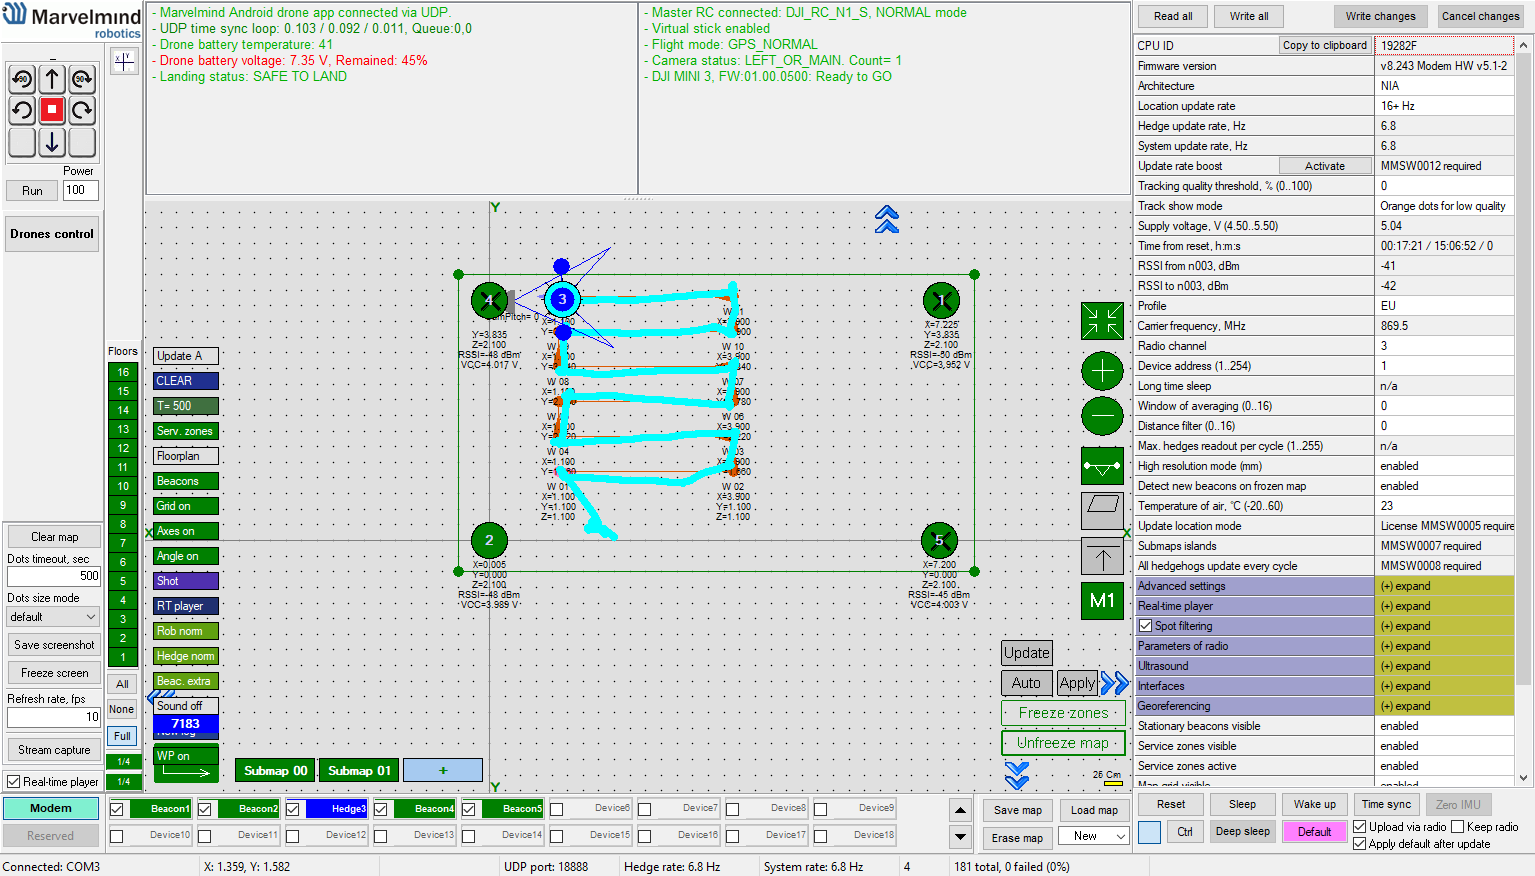 Marvelmind
robotics
- Marvelmind Android drone app connected via UDP.
- UDP time sync loop: 0.103 / 0.092 / 0.011, Queue:0,0
- Drone battery temperature: 41
- Drone battery voltage: 7.35 V, Remained: 45%
- Landing status: SAFE TO LAND
- Master RC connected: DJI_RC_N1_S, NORMAL mode
- Virtual stick enabled
- Flight mode: GPS_NORMAL
- Camera status: LEFT_OR_MAIN. Count= 1
- DJI MINI 3, FW:01.00.0500: Ready to GO
Read all
Write all
Write changes
Cancel changes
CPU ID Copy to clipboard 19282F
Firmware version v8.243 Modem HW v5.1-2
Architecture NIA
Location update rate 16+ Hz
Hedge update rate, Hz 6.8
System update rate, Hz 6.8
Update rate boost Activate MMSW0012 required
Tracking quality threshold, % (0..100) 0
Track show mode Orange dots for low quality
Supply voltage, V (4.50..5.50) 5.04
Time from reset, h:m:s 00:17:21 / 15:06:52 / 0
RSSI from n003, dBm -41
RSSI to n003, dBm -42
Profile EU
Carrier frequency, MHz 869.5
Radio channel 3
Device address (1..254) 1
Long time sleep n/a
Window of averaging (0..16) 0
Distance filter (0..16) 0
Max. hedges readout per cycle (1..255) n/a
High resolution mode (mm) enabled
Detect new beacons on frozen map enabled
Temperature of air, °C (-20..60) 23
Update location mode License MMSW0005 require
Submaps islands MMSW0007 required
All hedgehogs update every cycle MMSW0008 required
Advanced settings (+) expand
Real-time player (+) expand
Spot filtering (+) expand
Parameters of radio (+) expand
Ultrasound (+) expand
Interfaces (+) expand
Georeferencing (+) expand
Stationary beacons visible enabled
Service zones visible enabled
Service zones active enabled
Map grid visible enabled
90
90
Power
Run 100
Drones control
Clear map
Dots timeout, sec
500
Dots size mode
default
Save screenshot
Freeze screen
Refresh rate, fps
10
Stream capture
Real-time player
Modem
Reserved
Floors
16
15
14
13
12
11
10
9
8
7
6
5
4
3
2
1
All
None
Full
1/4
1/4
Update A
CLEAR
T= 500
Serv. zones
Floorplan
Beacons
Grid on
Axes on
Angle on
Shot
RT player
Rob norm
Hedge norm
Beac. extra
Sound off
7183
WP on
Y
X
X
Y
4
Y=3.835
Z=2.100
RSSI=-48 dBm
VCC=4.017 V
3
1
X=7.225
Y=3.835
Z=2.100
RSSI=-50 dBm
VCC=3.952 V
2
X=0.005
Y=0.000
Z=2.100
RSSI=-48 dBm
VCC=3.989 V
5
X=7.200
Y=0.000
Z=2.100
RSSI=-45 dBm
VCC=4.003 V
W 10
W 08
W 07
W 06
W 04
W 03
W 01
X=1.100
Y=1.100
Z=1.100
W 02
X=3.900
Y=1.100
Z=1.100
M1
Update
Auto
Apply
Freeze zones
Unfreeze map
25 Cm
Submap 00
Submap 01
+
Beacon1
Beacon2
Hedge3
Beacon4
Beacon5
Device6
Device7
Device8
Device9
Device10
Device11
Device12
Device13
Device14
Device15
Device16
Device17
Device18
Save map
Load map
Erase map
New
Reset
Sleep
Wake up
Time sync
Zero IMU
Ctrl
Deep sleep
Default
Upload via radio
Keep radio
Apply default after update
Connected: COM3
X: 1.359, Y: 1.582
UDP port: 18888
Hedge rate: 6.8 Hz
System rate: 6.8 Hz
4
181 total, 0 failed (0%)